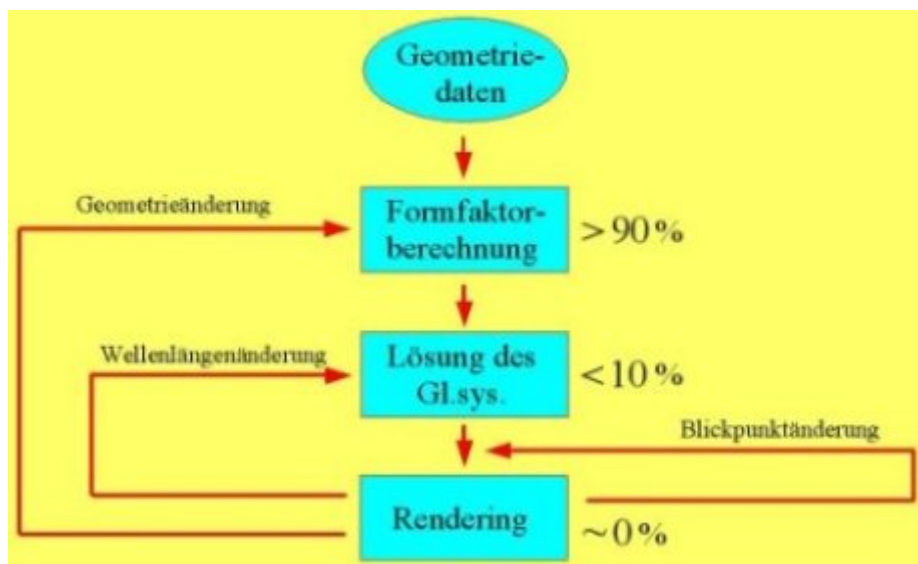 Geometrie-
daten
Geometrieänderung
Formfaktor-
berechnung
>90%
Wellenlängenänderung
Lösung des
Gl.sys.
<10%
Blickpunktänderung
Rendering
~0%